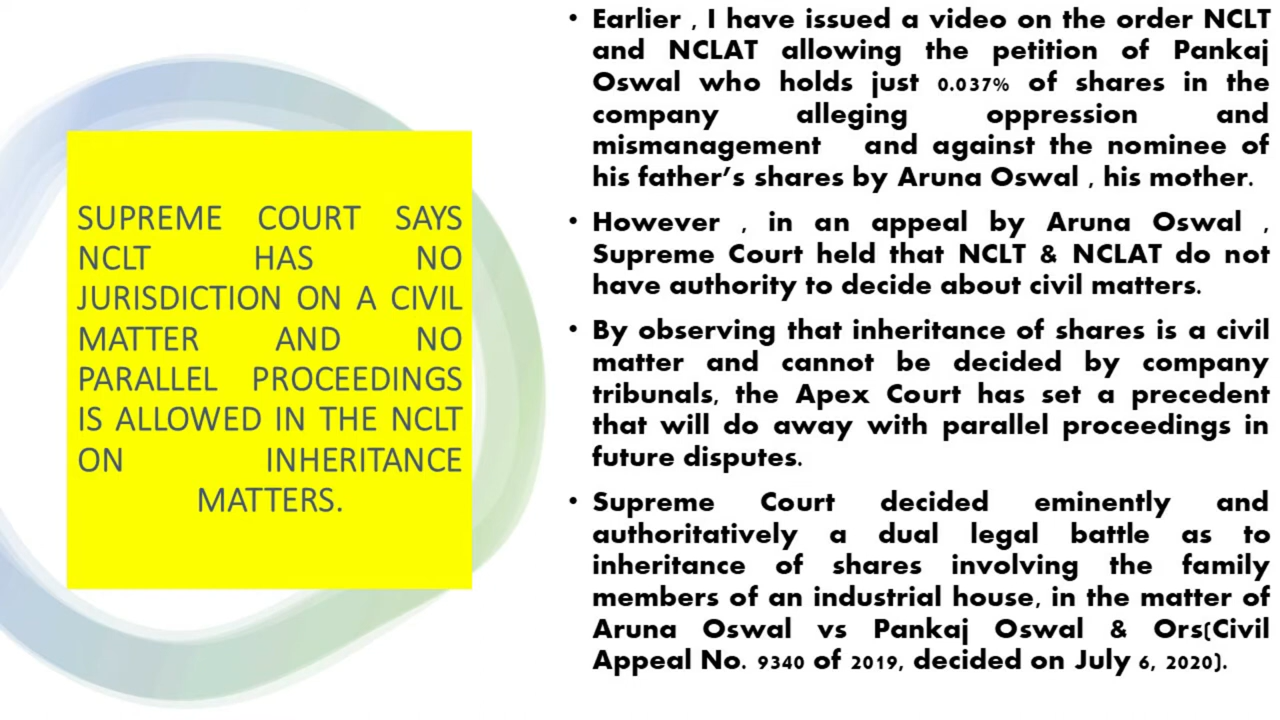 SUPREME COURT SAYS
NCLT HAS NO
JURISDICTION ON A CIVIL
MATTER AND NO
PARALLEL PROCEEDINGS
IS ALLOWED IN THE NCLT
ON INHERITANCE
MATTERS.
• Earlier , I have issued a video on the order NCLT
and NCLAT allowing the petition of Pankaj
Oswal who holds just 0.037% of shares in the
company alleging oppression and
mismanagement and against the nominee of
his father's shares by Aruna Oswal , his mother.
• However , in an appeal by Aruna Oswal ,
Supreme Court held that NCLT & NCLAT do not
have authority to decide about civil matters.
• By observing that inheritance of shares is a civil
matter and cannot be decided by company
tribunals, the Apex Court has set a precedent
that will do away with parallel proceedings in
future disputes.
• Supreme Court decided eminently and
authoritatively a dual legal battle as to
inheritance of shares involving the family
members of an industrial house, in the matter of
Aruna Oswal vs Pankaj Oswal & Ors(Civil
Appeal No. 9340 of 2019, decided on July 6, 2020).